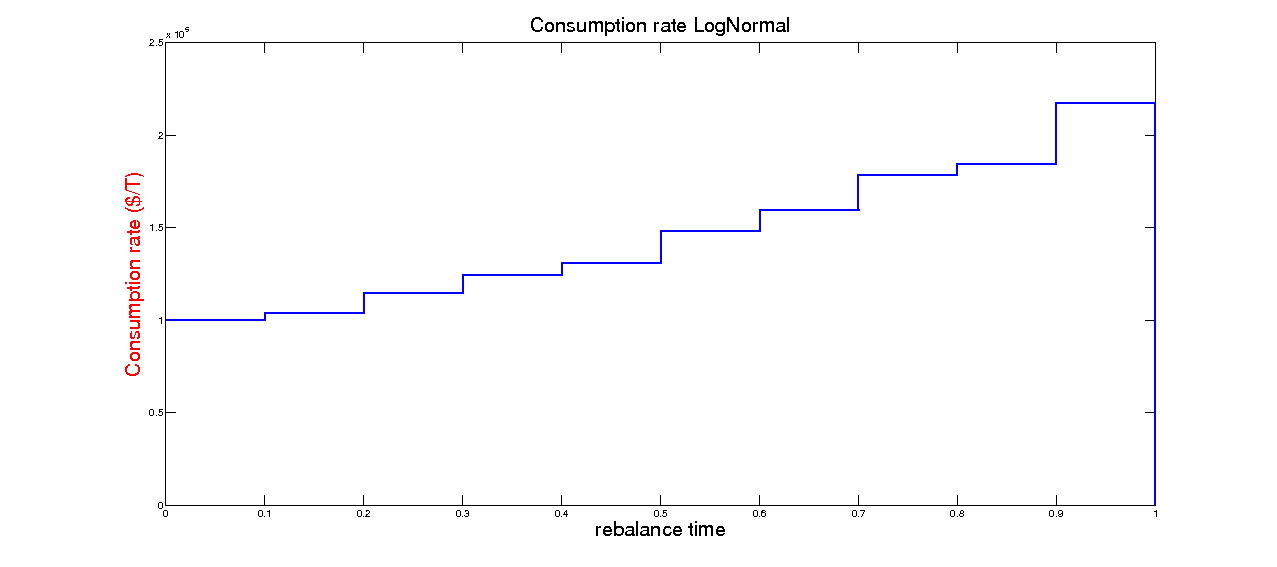 Consumption rate LogNormal
x 10^5
2.5
2
1.5
1
0.5
0
Consumption rate ($/T)
0 0.1 0.2 0.3 0.4 0.5 0.6 0.7 0.8 0.9 1
rebalance time